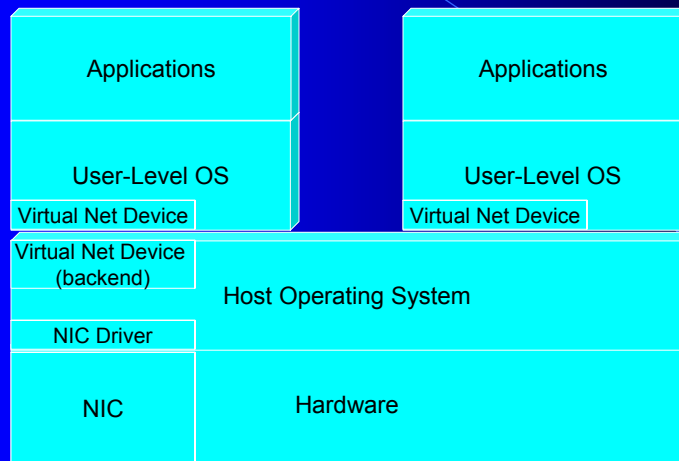 Applications
Applications
User-Level OS
User-Level OS
Virtual Net Device
Virtual Net Device
Virtual Net Device
(backend)
Host Operating System
NIC Driver
NIC
Hardware